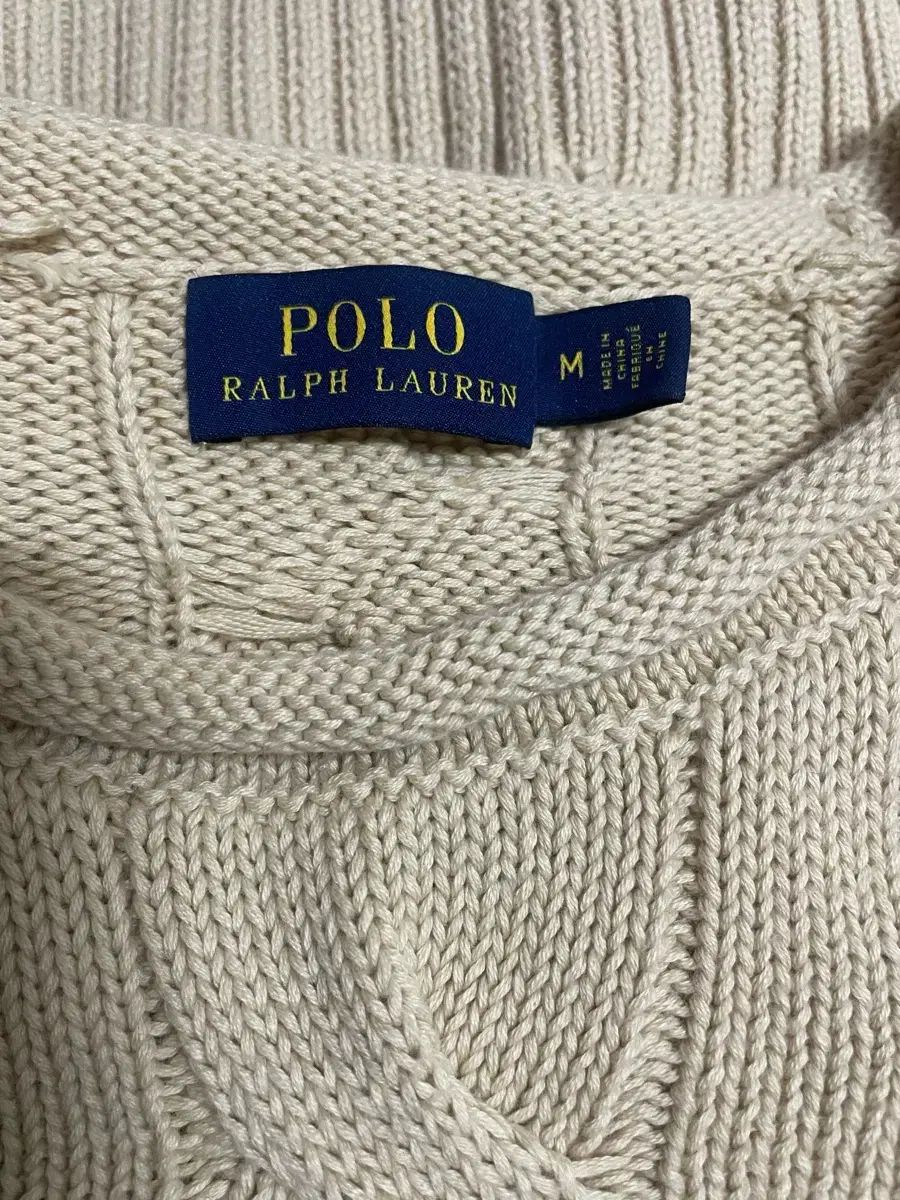 POLO
RALPH LAUREN
M
MADE IN
CHINA
FABRIQUÉ
EN
CHINE